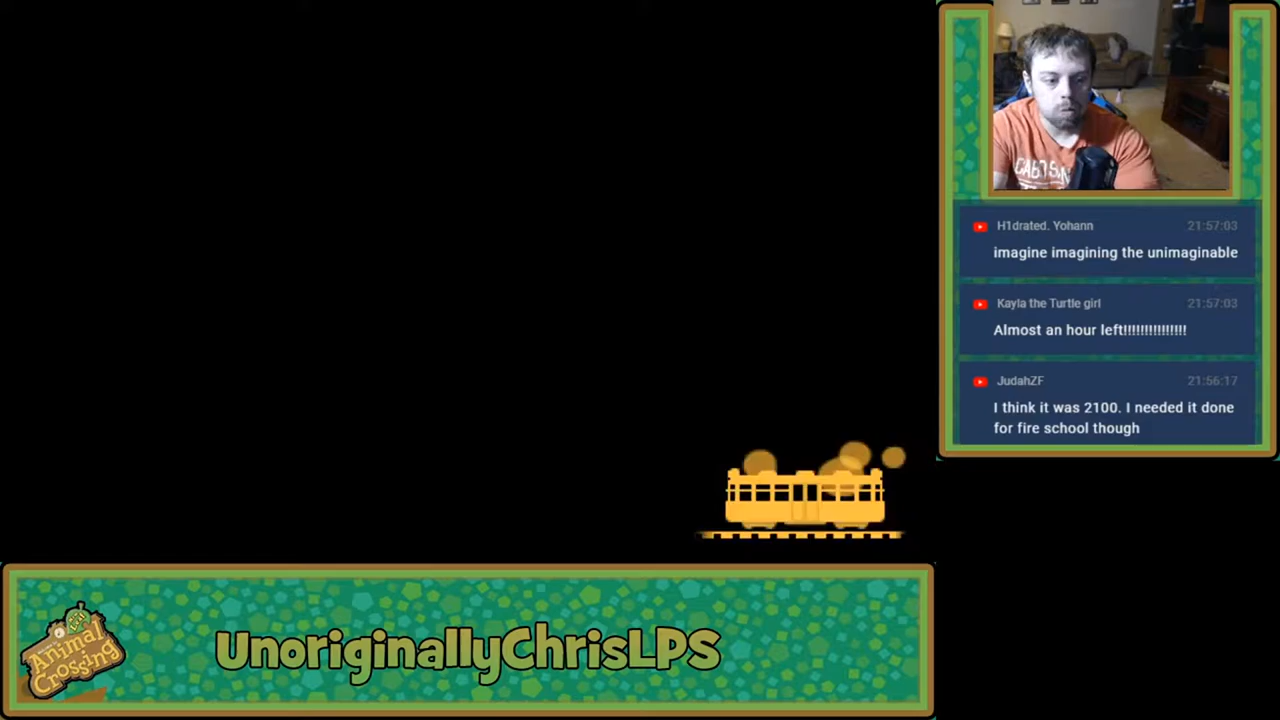 CABO SAN
H1drated. Yohann 21:57:03
imagine imagining the unimaginable
Kayla the Turtle girl 21:57:03
Almost an hour left!!!!!!!!!!!!!!!
JudahZF 21:56:17
I think it was 2100. I needed it done
for fire school though
Animal
Crossing
UnoriginallyChrisLPS